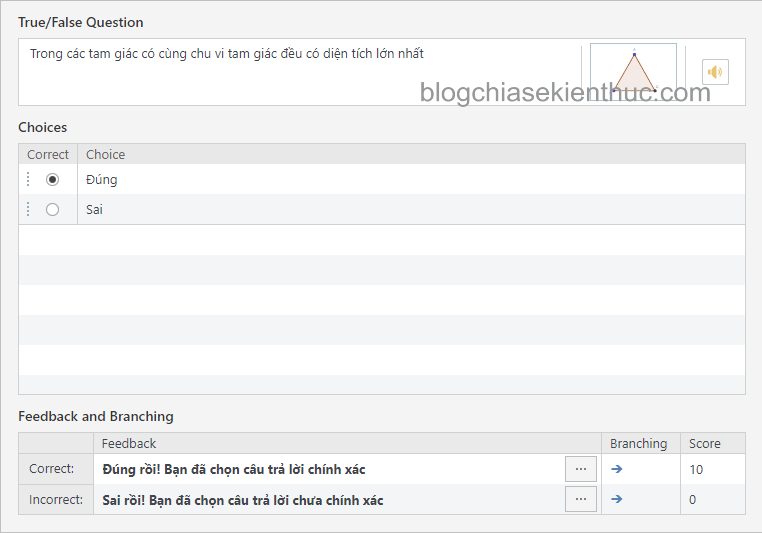 True/False Question
Trong các tam giác có cùng chu vi tam giác đều có diện tích lớn nhất
blogchiasekienthuc.com
Choices
Correct Choice
Đúng
Sai
Feedback and Branching
Feedback Branching Score
Correct: Đúng rồi! Bạn đã chọn câu trả lời chính xác ... 10
Incorrect: Sai rồi! Bạn đã chọn câu trả lời chưa chính xác ... 0